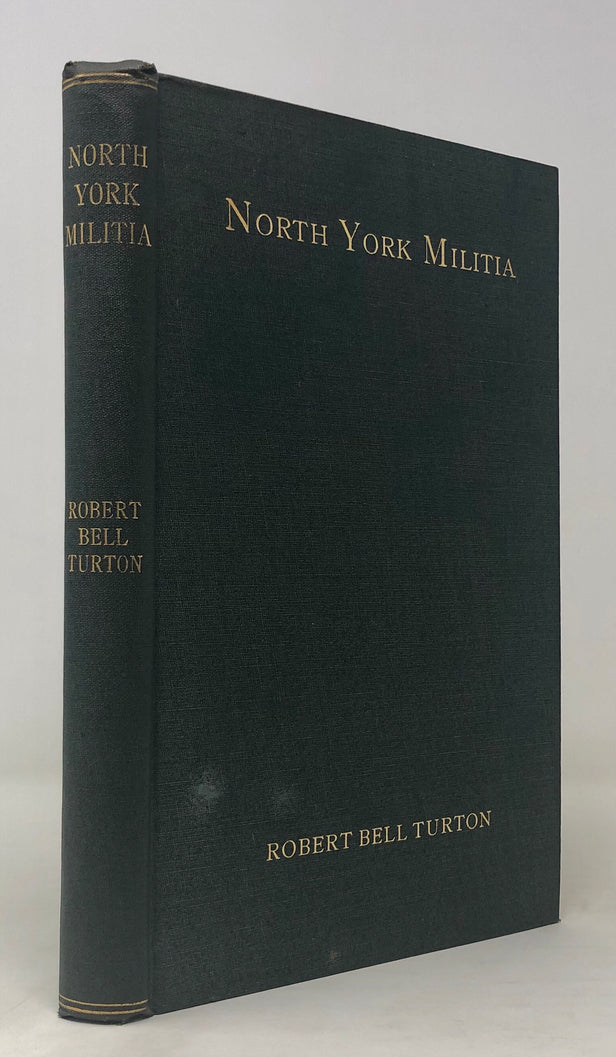 NORTH
YORK
MILITIA
ROBERT
BELL
TURTON
NORTH YORK MILITIA
ROBERT BELL TURTON